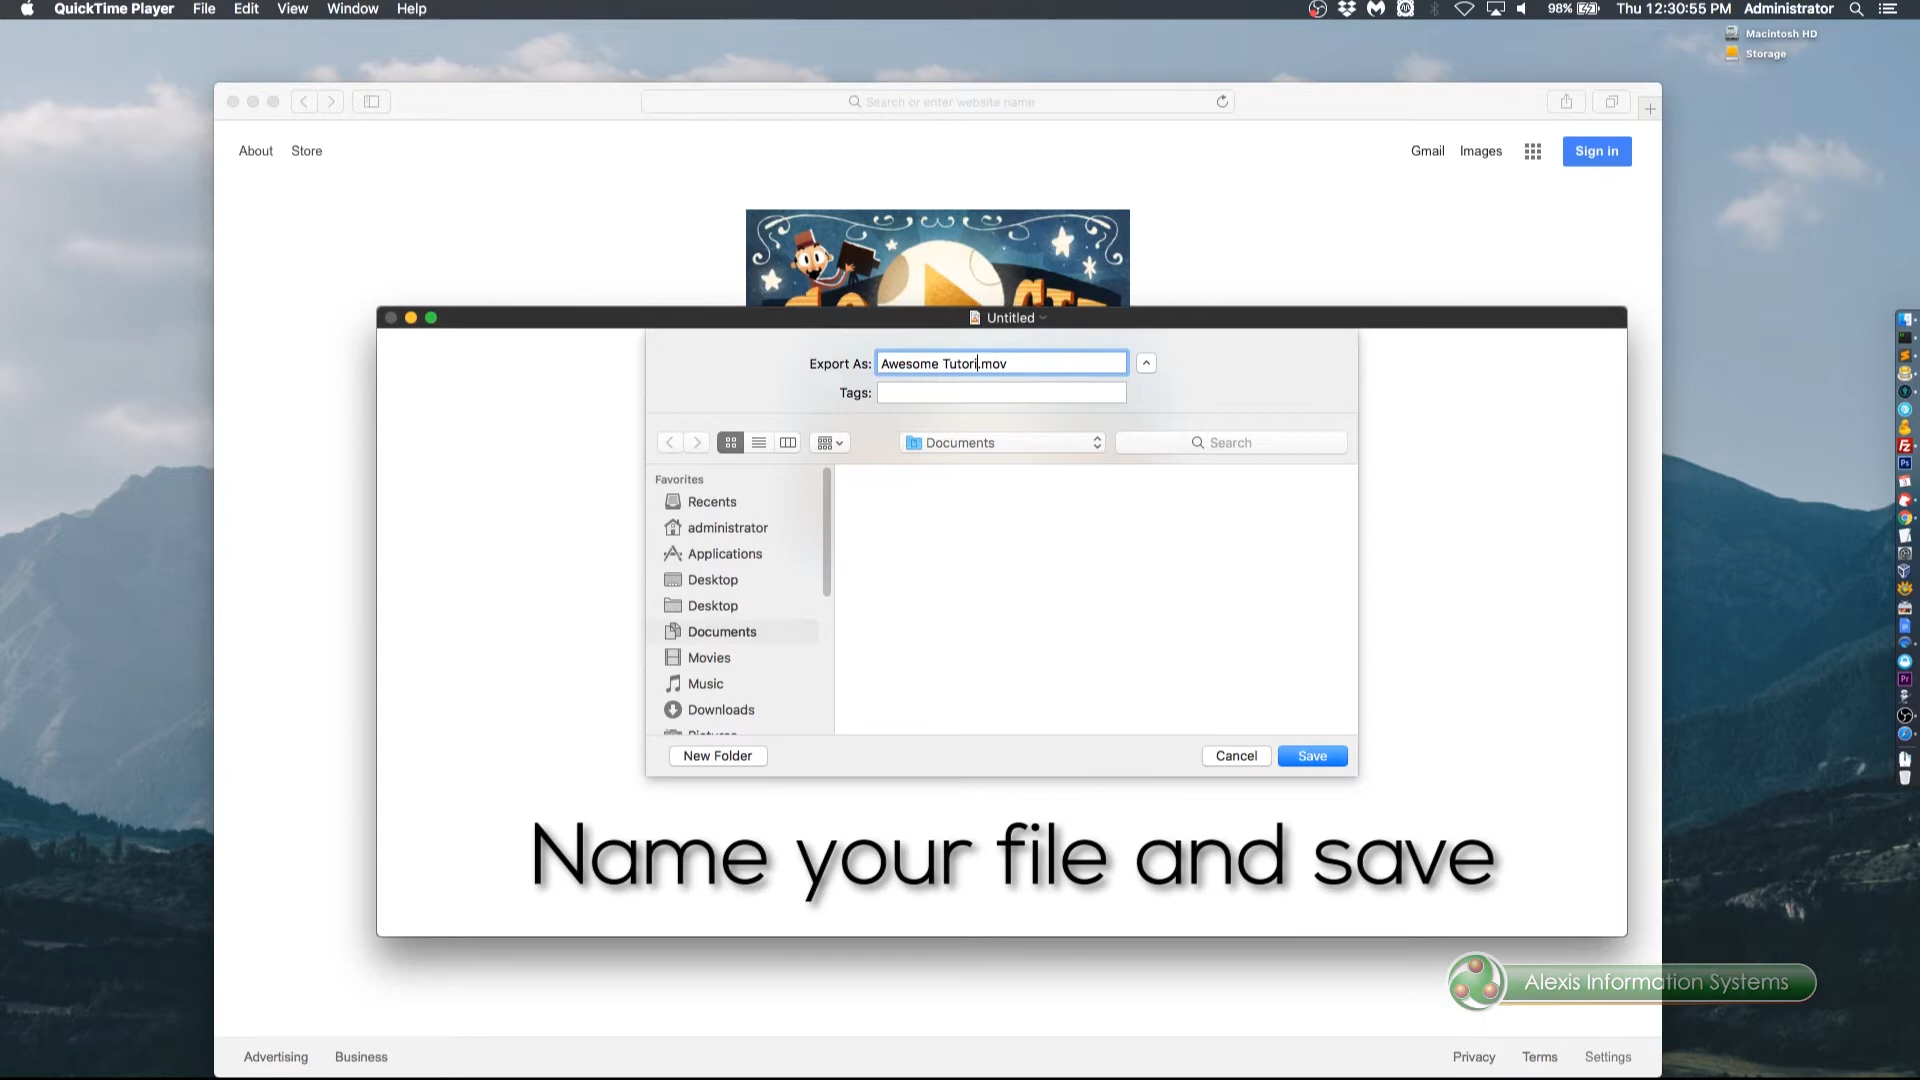 QuickTime Player File Edit View Window Help 98% Thu 12:30:55 PM Administrator
Macintosh HD
Storage
Search or enter website name
About Store Gmail Images Sign in
Untitled
Export As: Awesome Tutori.mov
Tags:
Documents Search
Favorites
Recents
administrator
Applications
Desktop
Desktop
Documents
Movies
Music
Downloads
Pictures
New Folder Cancel Save
Name your file and save
Alexis Information Systems
Advertising Business Privacy Terms Settings